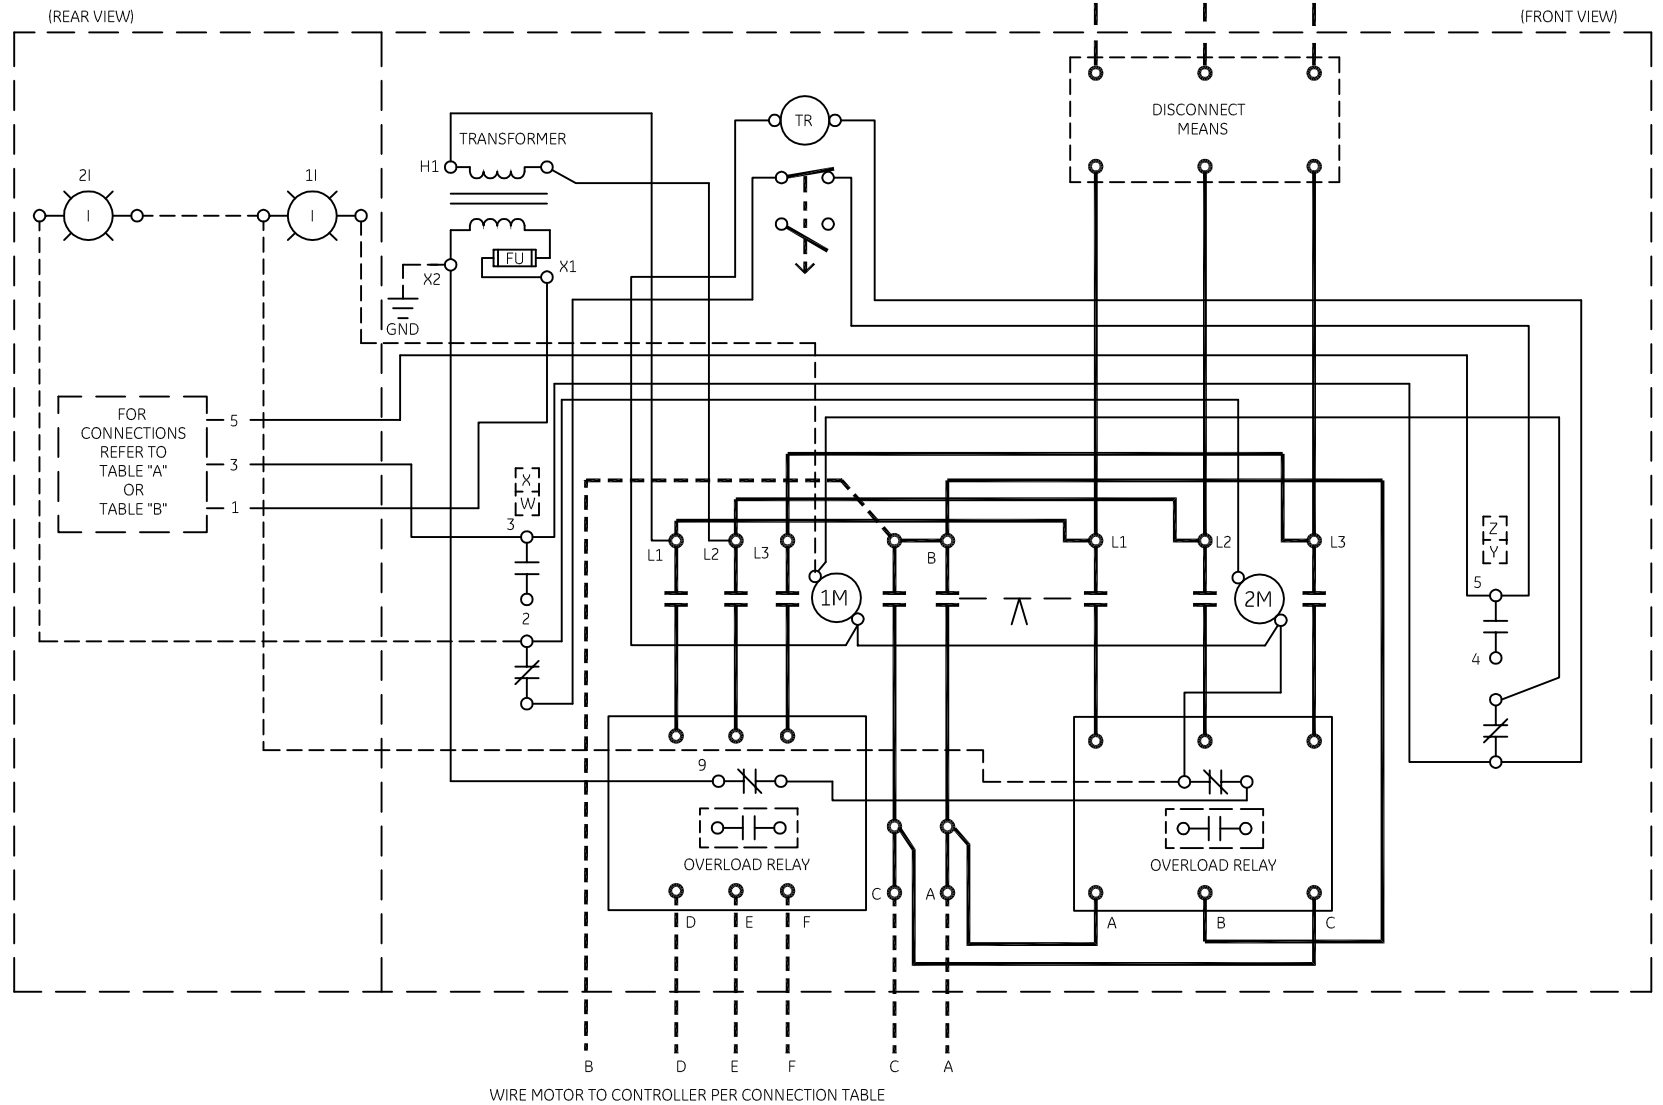 (REAR VIEW)
(FRONT VIEW)
DISCONNECT
MEANS
TR
TRANSFORMER
H1
2I
1I
I
I
FU
X1
X2
GND
FOR
CONNECTIONS
REFER TO
TABLE "A"
OR
TABLE "B"
5
3
1
X
W
3
2
L1
L2
L3
B
L1
L2
L3
1M
2M
Z
Y
5
4
9
OVERLOAD RELAY
OVERLOAD RELAY
C
A
D
E
F
A
B
C
B
D
E
F
C
A
WIRE MOTOR TO CONTROLLER PER CONNECTION TABLE